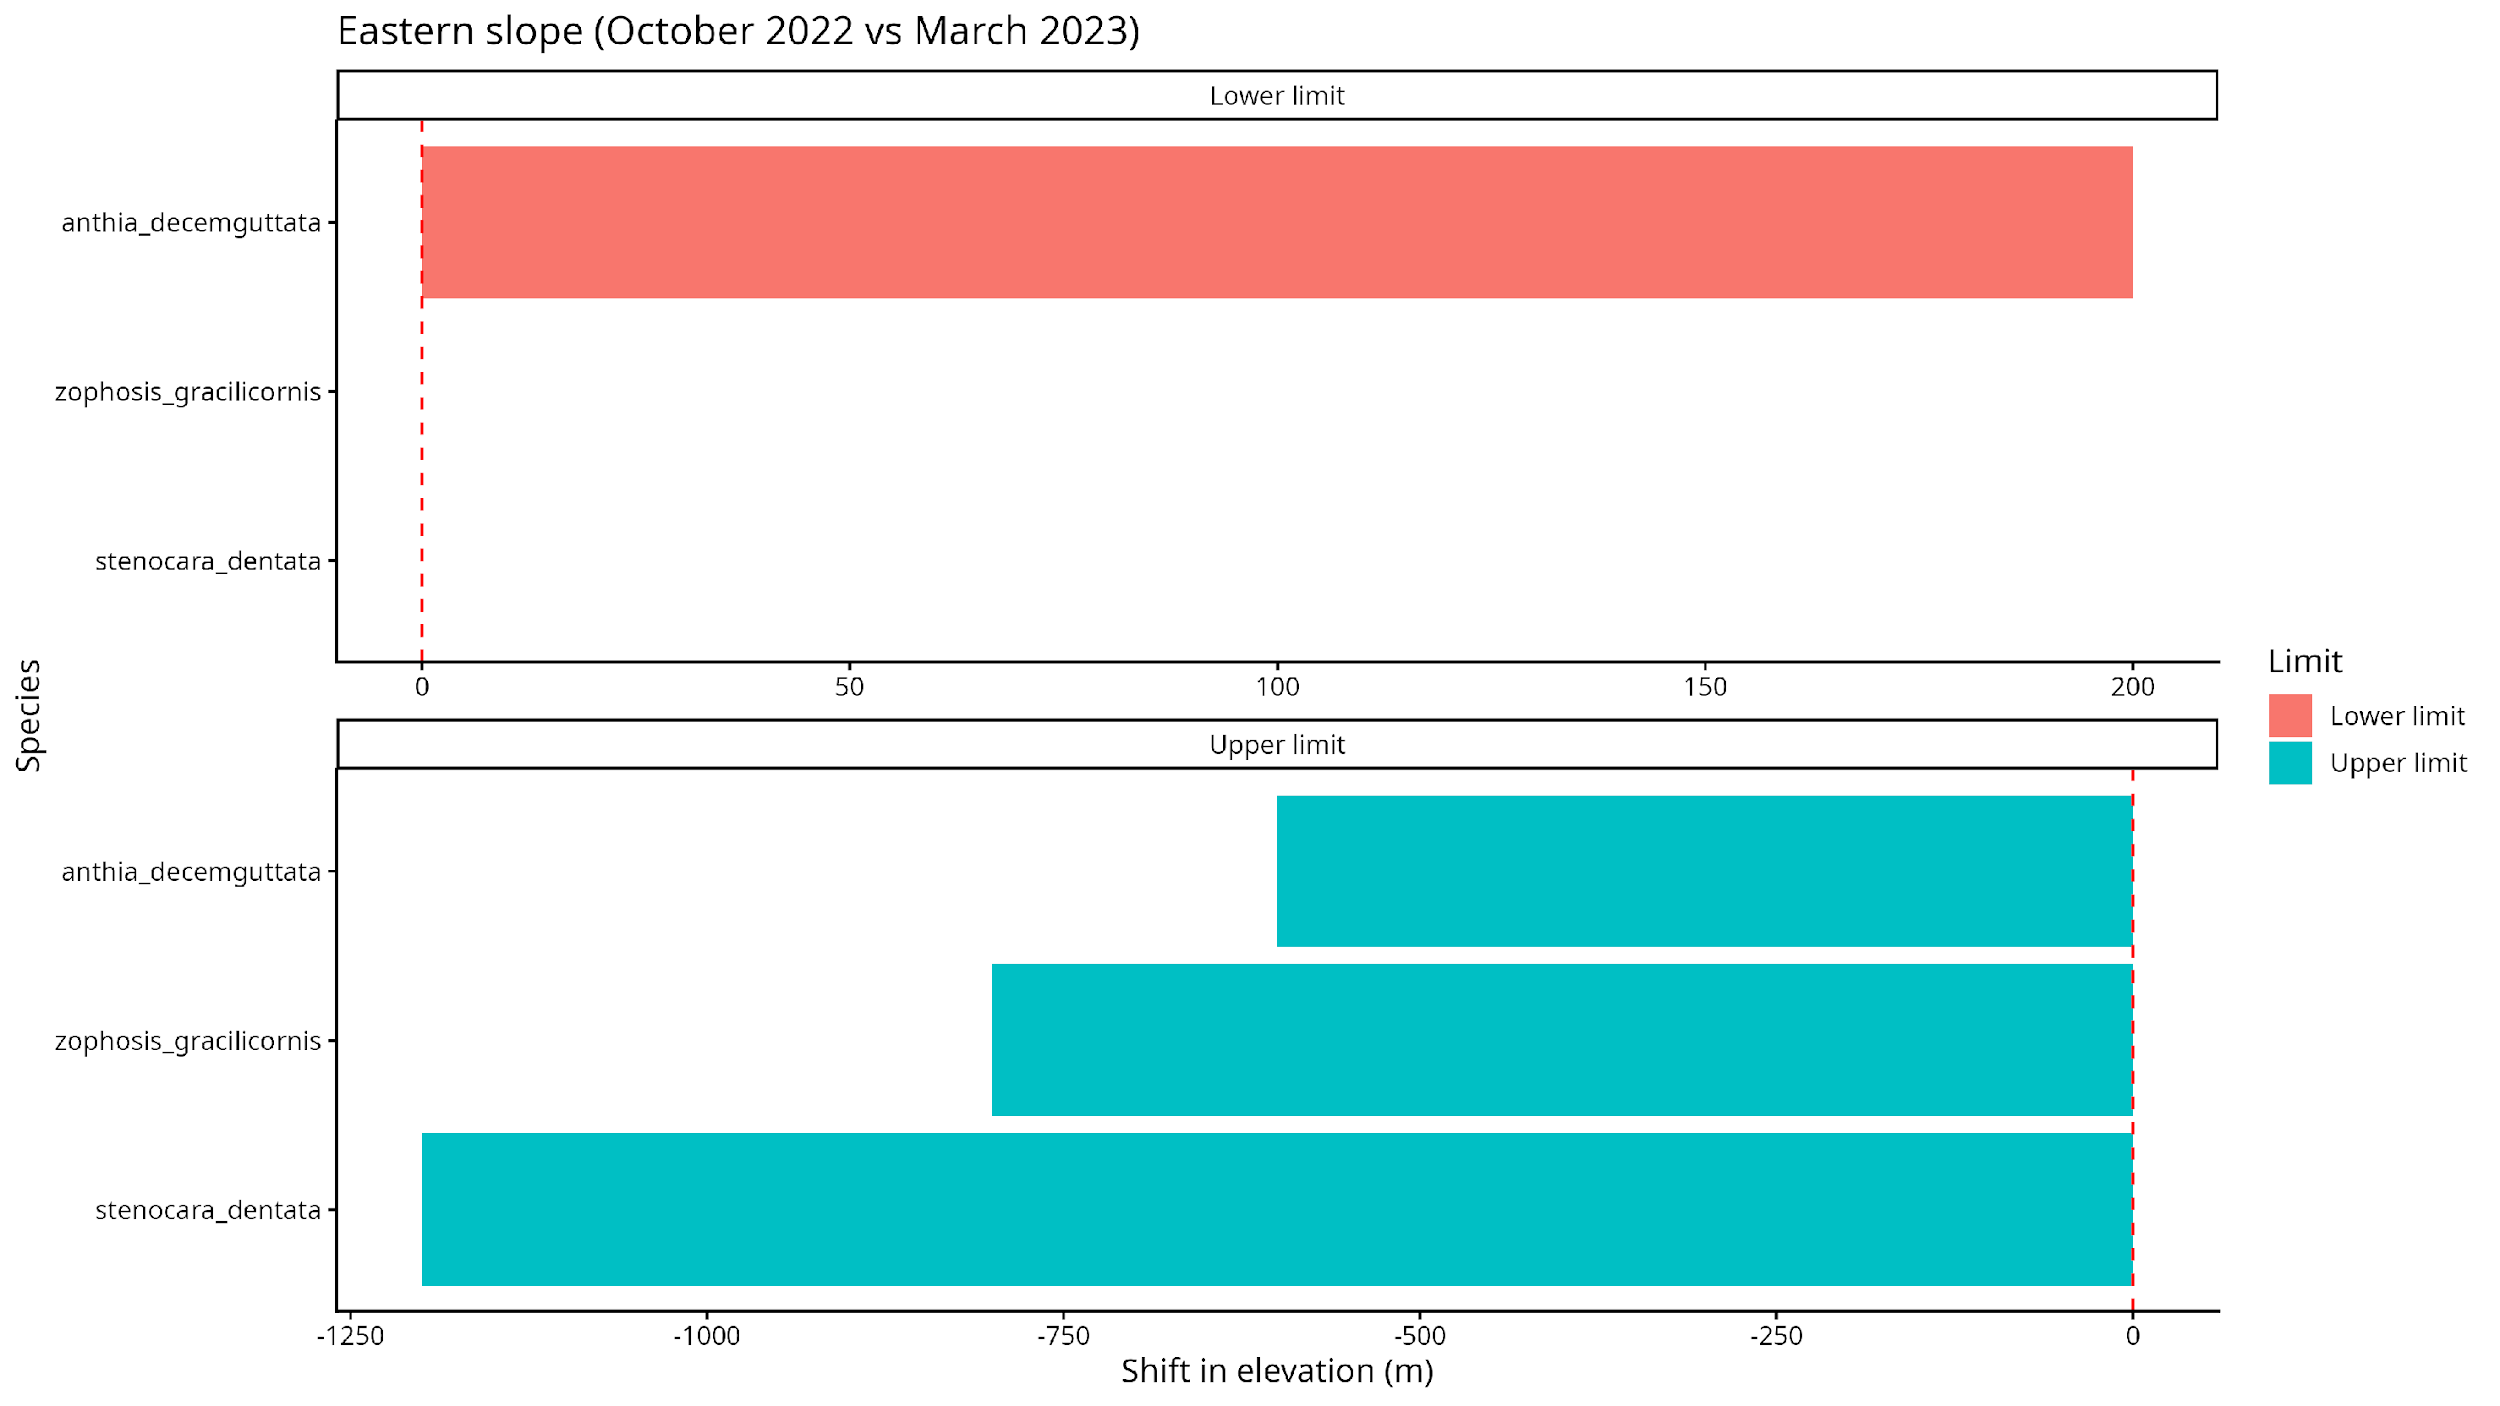 Eastern slope (October 2022 vs March 2023)
Lower limit
anthia_decemguttata
zophosis_gracilicornis
stenocara_dentata
0 50 100 150 200
Upper limit
anthia_decemguttata
zophosis_gracilicornis
stenocara_dentata
-1250 -1000 -750 -500 -250 0
Shift in elevation (m)
Species
Limit
Lower limit
Upper limit